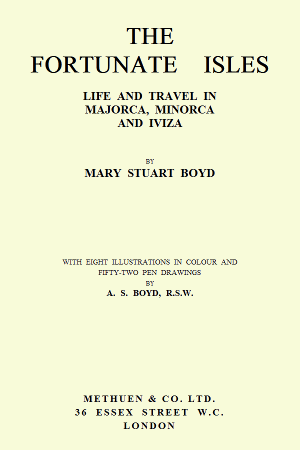 THE
FORTUNATE ISLES
LIFE AND TRAVEL IN
MAJORCA, MINORCA
AND IVIZA
BY
MARY STUART BOYD
WITH EIGHT ILLUSTRATIONS IN COLOUR AND
FIFTY-TWO PEN DRAWINGS
BY
A. S. BOYD, R.S.W.
METHUEN & CO. LTD.
36 ESSEX STREET W.C.
LONDON